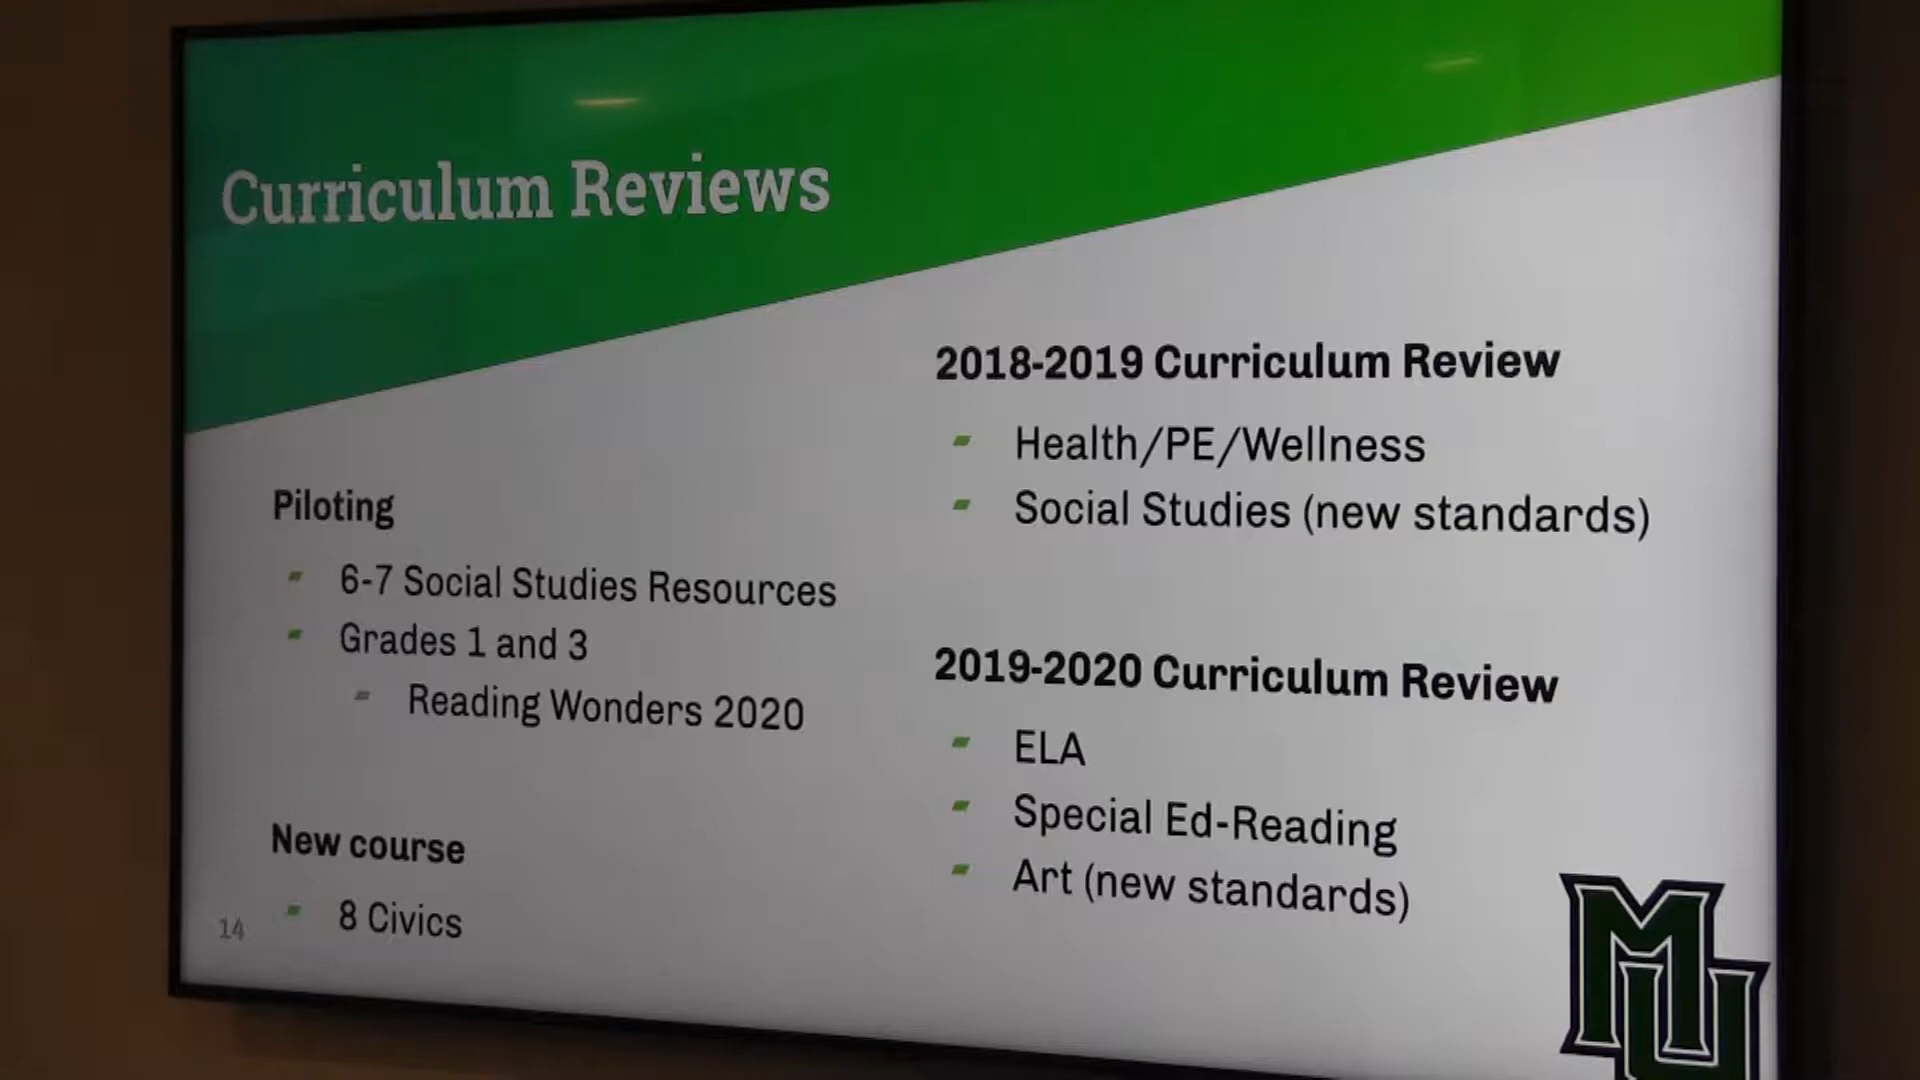 Curriculum Reviews
Piloting
6-7 Social Studies Resources
Grades 1 and 3
Reading Wonders 2020
New course
8 Civics
14
2018-2019 Curriculum Review
Health/PE/Wellness
Social Studies (new standards)
2019-2020 Curriculum Review
ELA
Special Ed-Reading
Art (new standards)
MU